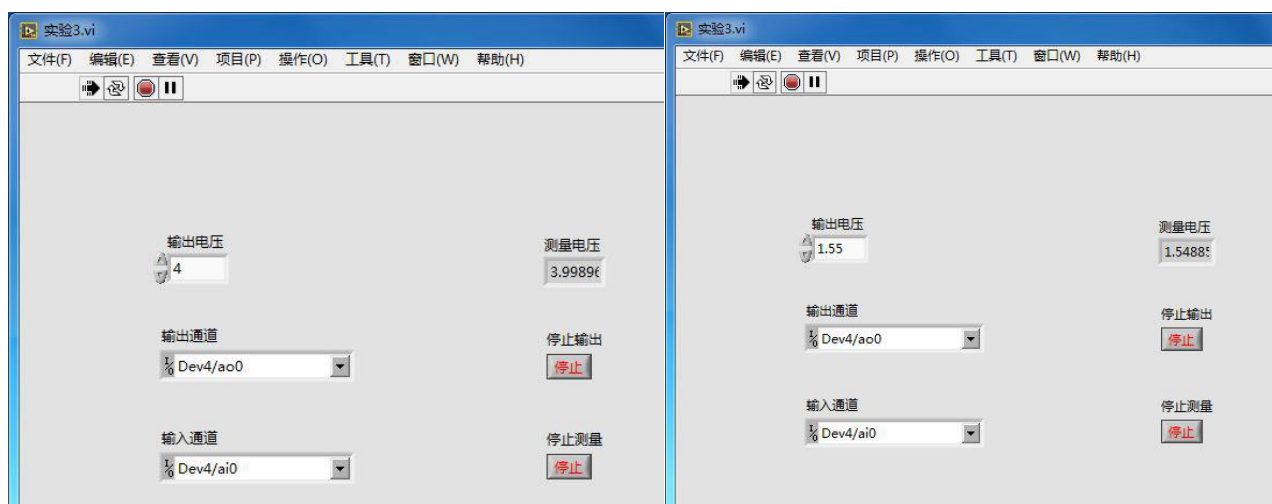 实验3.vi
文件(F) 编辑(E) 查看(V) 项目(P) 操作(O) 工具(T) 窗口(W) 帮助(H)
输出电压
4
测量电压
3.99896
输出通道
Dev4/ao0
停止输出
停止
输入通道
Dev4/ai0
停止测量
停止
实验3.vi
文件(F) 编辑(E) 查看(V) 项目(P) 操作(O) 工具(T) 窗口(W) 帮助(H)
输出电压
1.55
测量电压
1.5488
输出通道
Dev4/ao0
停止输出
停止
输入通道
Dev4/ai0
停止测量
停止